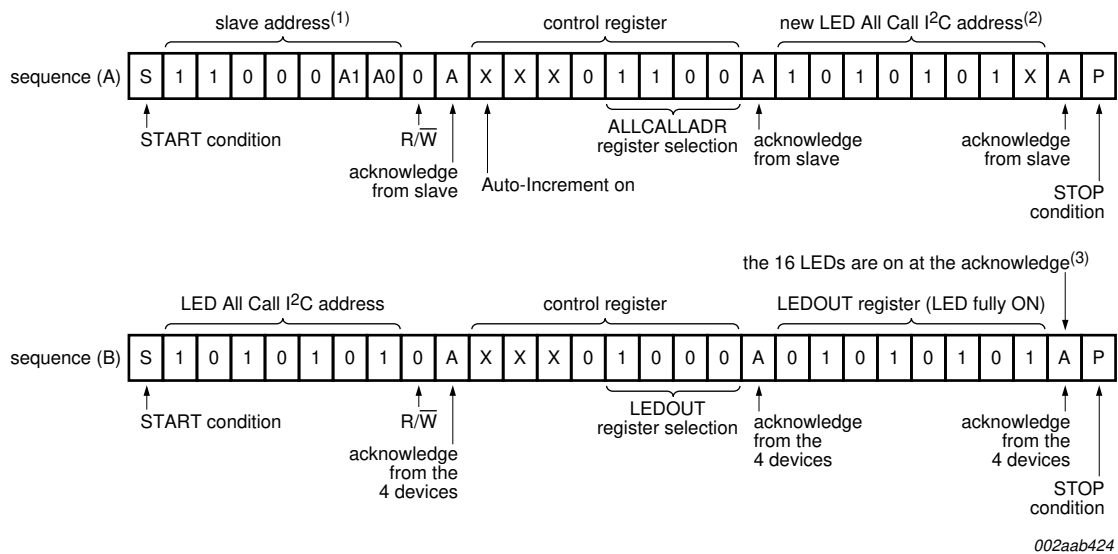 slave address(1) control register new LED All Call I2C address(2)
sequence (A) S 1 1 0 0 0 A1 A0 0 A X X X 0 1 1 0 0 A 1 0 1 0 1 0 1 X A P
START condition R/W ALLCALLADR
register selection acknowledge
from slave acknowledge
from slave
acknowledge
from slave Auto-Increment on
STOP
condition
the 16 LEDs are on at the acknowledge(3)
LED All Call I2C address control register LEDOUT register (LED fully ON)
sequence (B) S 1 0 1 0 1 0 1 0 A X X X 0 1 0 0 0 A 0 1 0 1 0 1 0 1 A P
START condition R/W LEDOUT
register selection acknowledge
from the
4 devices acknowledge
from the
4 devices
acknowledge
from the
4 devices
STOP
condition
002aab424